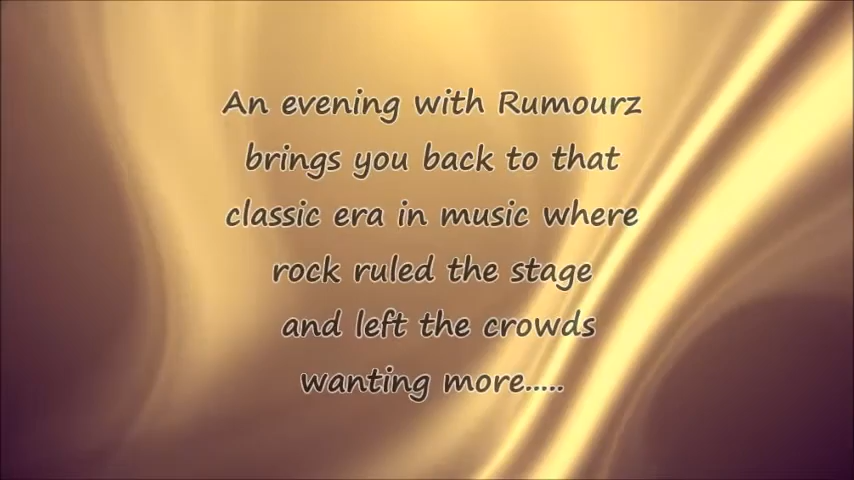 An evening with Rumourz
brings you back to that
classic era in music where
rock ruled the stage
and left the crowds
wanting more.....